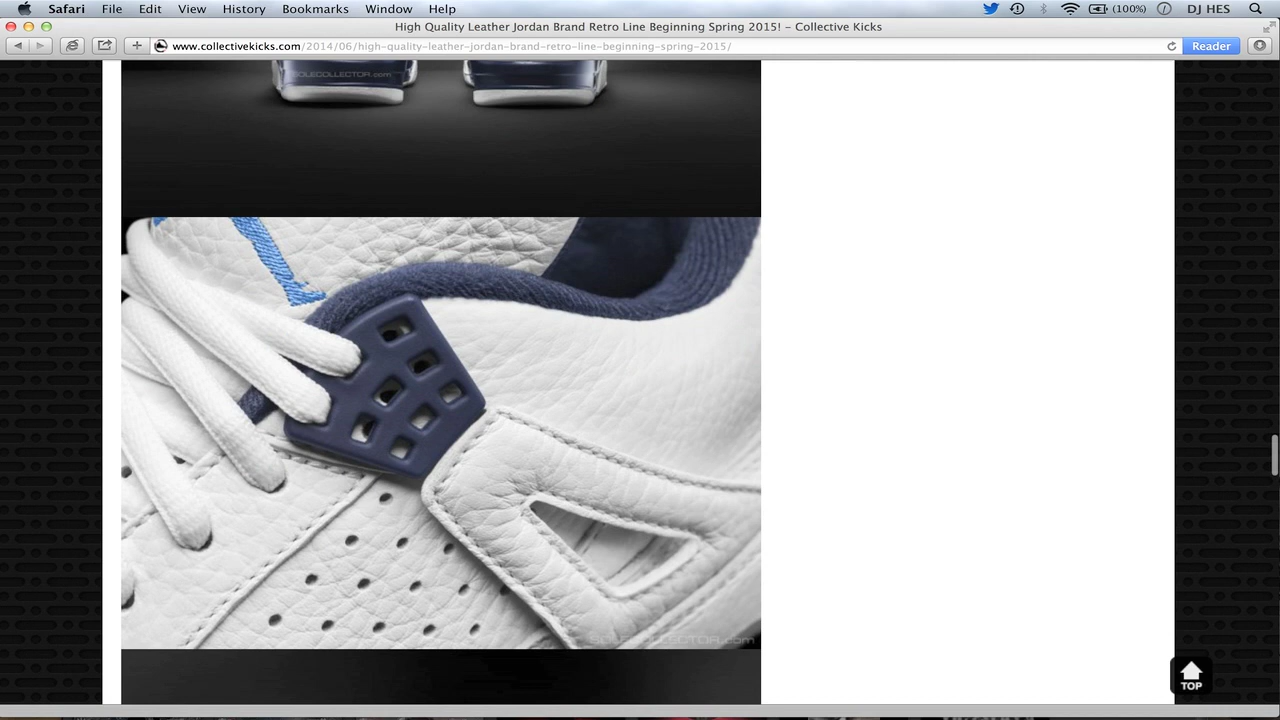 Safari File Edit View History Bookmarks Window Help (100%) DJ HES
High Quality Leather Jordan Brand Retro Line Beginning Spring 2015! – Collective Kicks
www.collectivekicks.com/2014/06/high-quality-leather-jordan-brand-retro-line-beginning-spring-2015/ Reader
SOLECOLLECTOR.com
SOLECOLLECTOR.com
TOP